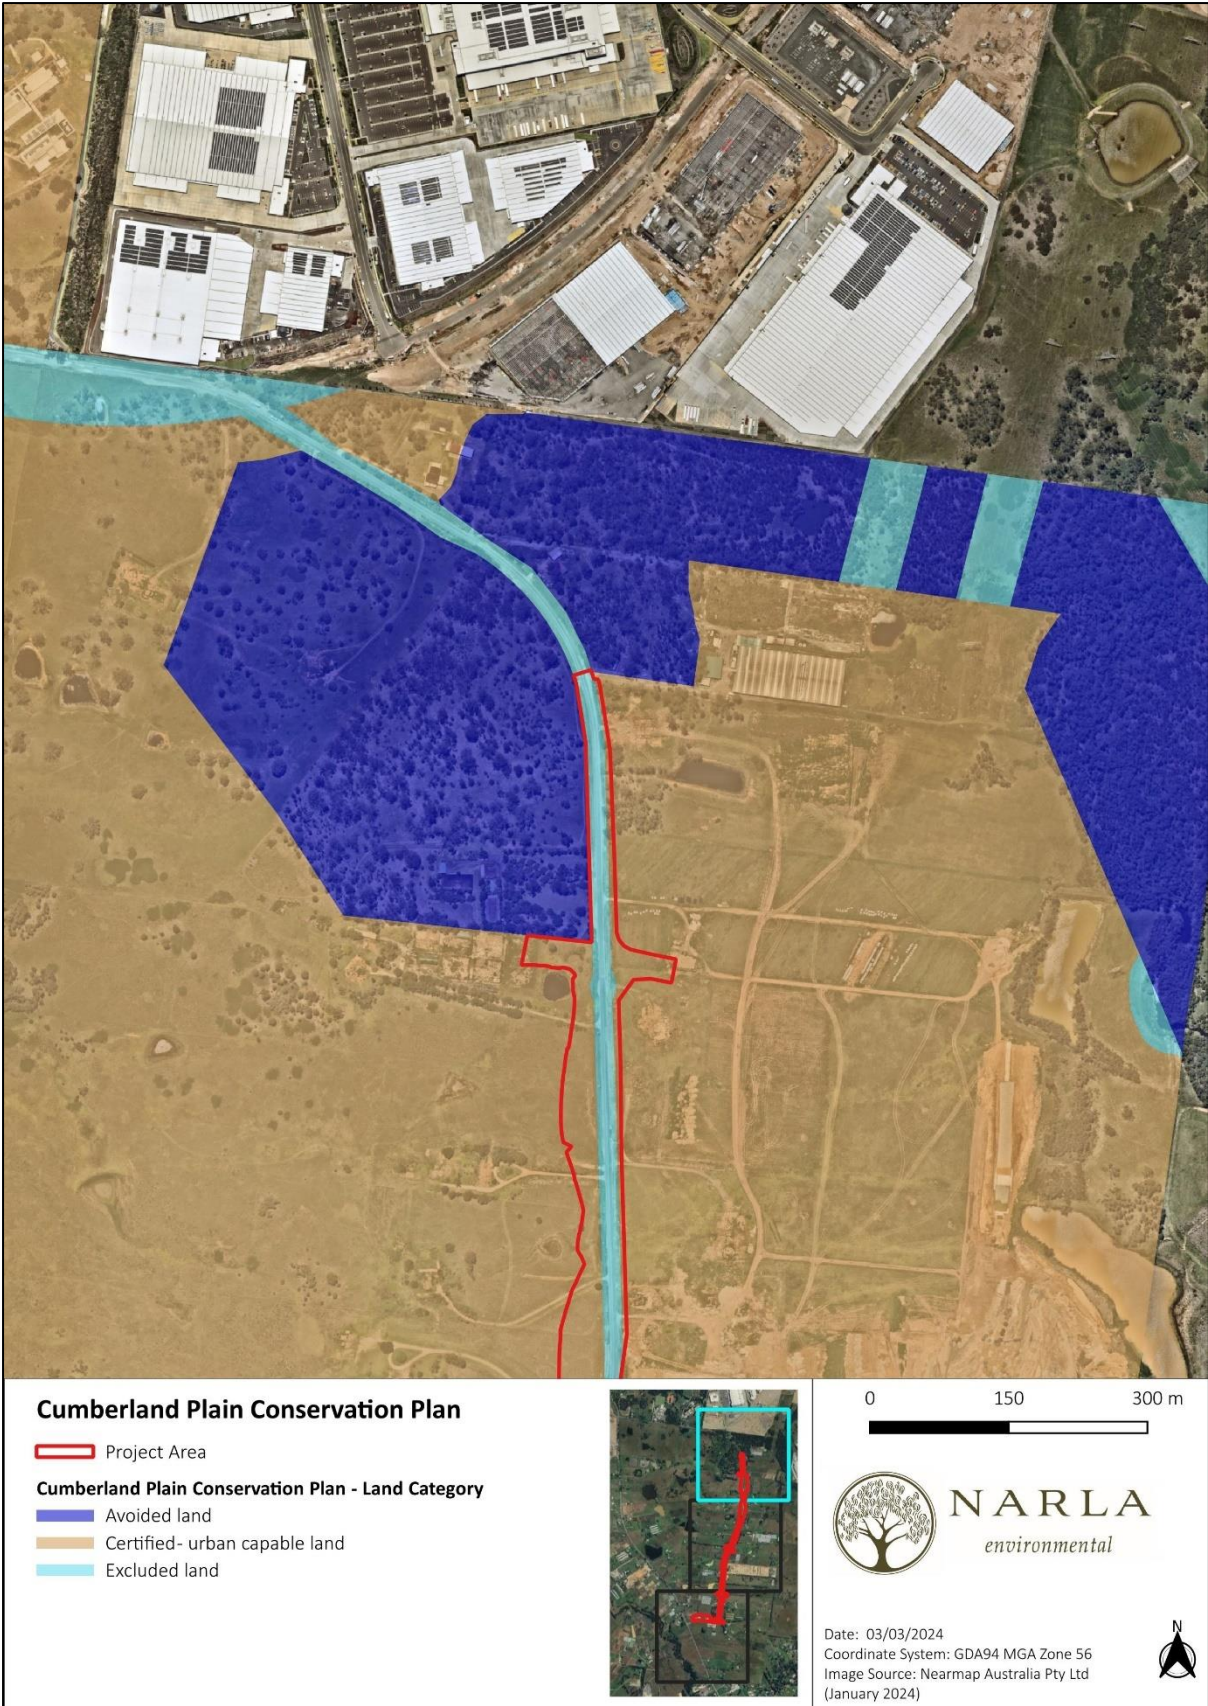 Cumberland Plain Conservation Plan
Project Area
Cumberland Plain Conservation Plan - Land Category
Avoided land
Certified- urban capable land
Excluded land
0 150 300 m
NARLA
environmental
N
Date: 03/03/2024
Coordinate System: GDA94 MGA Zone 56
Image Source: Nearmap Australia Pty Ltd
(January 2024)